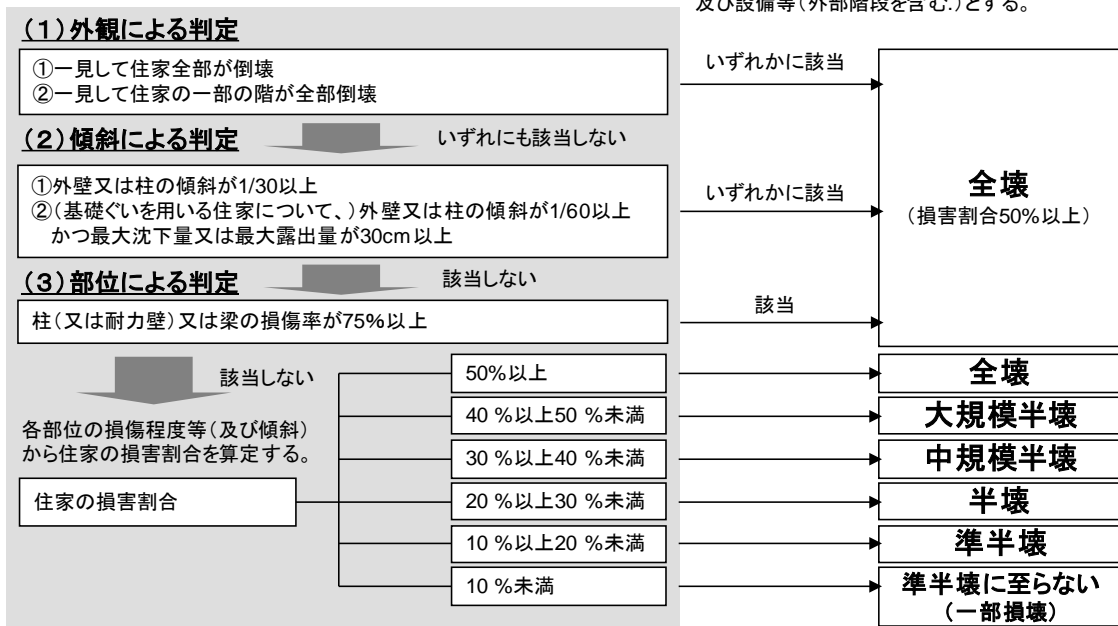 及び設備等(外部階段を含む.)とする。
(1)外観による判定
①一見して住家全部が倒壊
②一見して住家の一部の階が全部倒壊
いずれかに該当
(2)傾斜による判定
いずれにも該当しない
①外壁又は柱の傾斜が1/30以上
②(基礎ぐいを用いる住家について、)外壁又は柱の傾斜が1/60以上
かつ最大沈下量又は最大露出量が30cm以上
いずれかに該当
全壊
(損害割合50%以上)
(3)部位による判定
該当しない
柱(又は耐力壁)又は梁の損傷率が75%以上
該当
該当しない
各部位の損傷程度等(及び傾斜)
から住家の損害割合を算定する。
住家の損害割合
50%以上
全壊
40 %以上50 %未満
大規模半壊
30 %以上40 %未満
中規模半壊
20 %以上30 %未満
半壊
10 %以上20 %未満
準半壊
10 %未満
準半壊に至らない
(一部損壊)